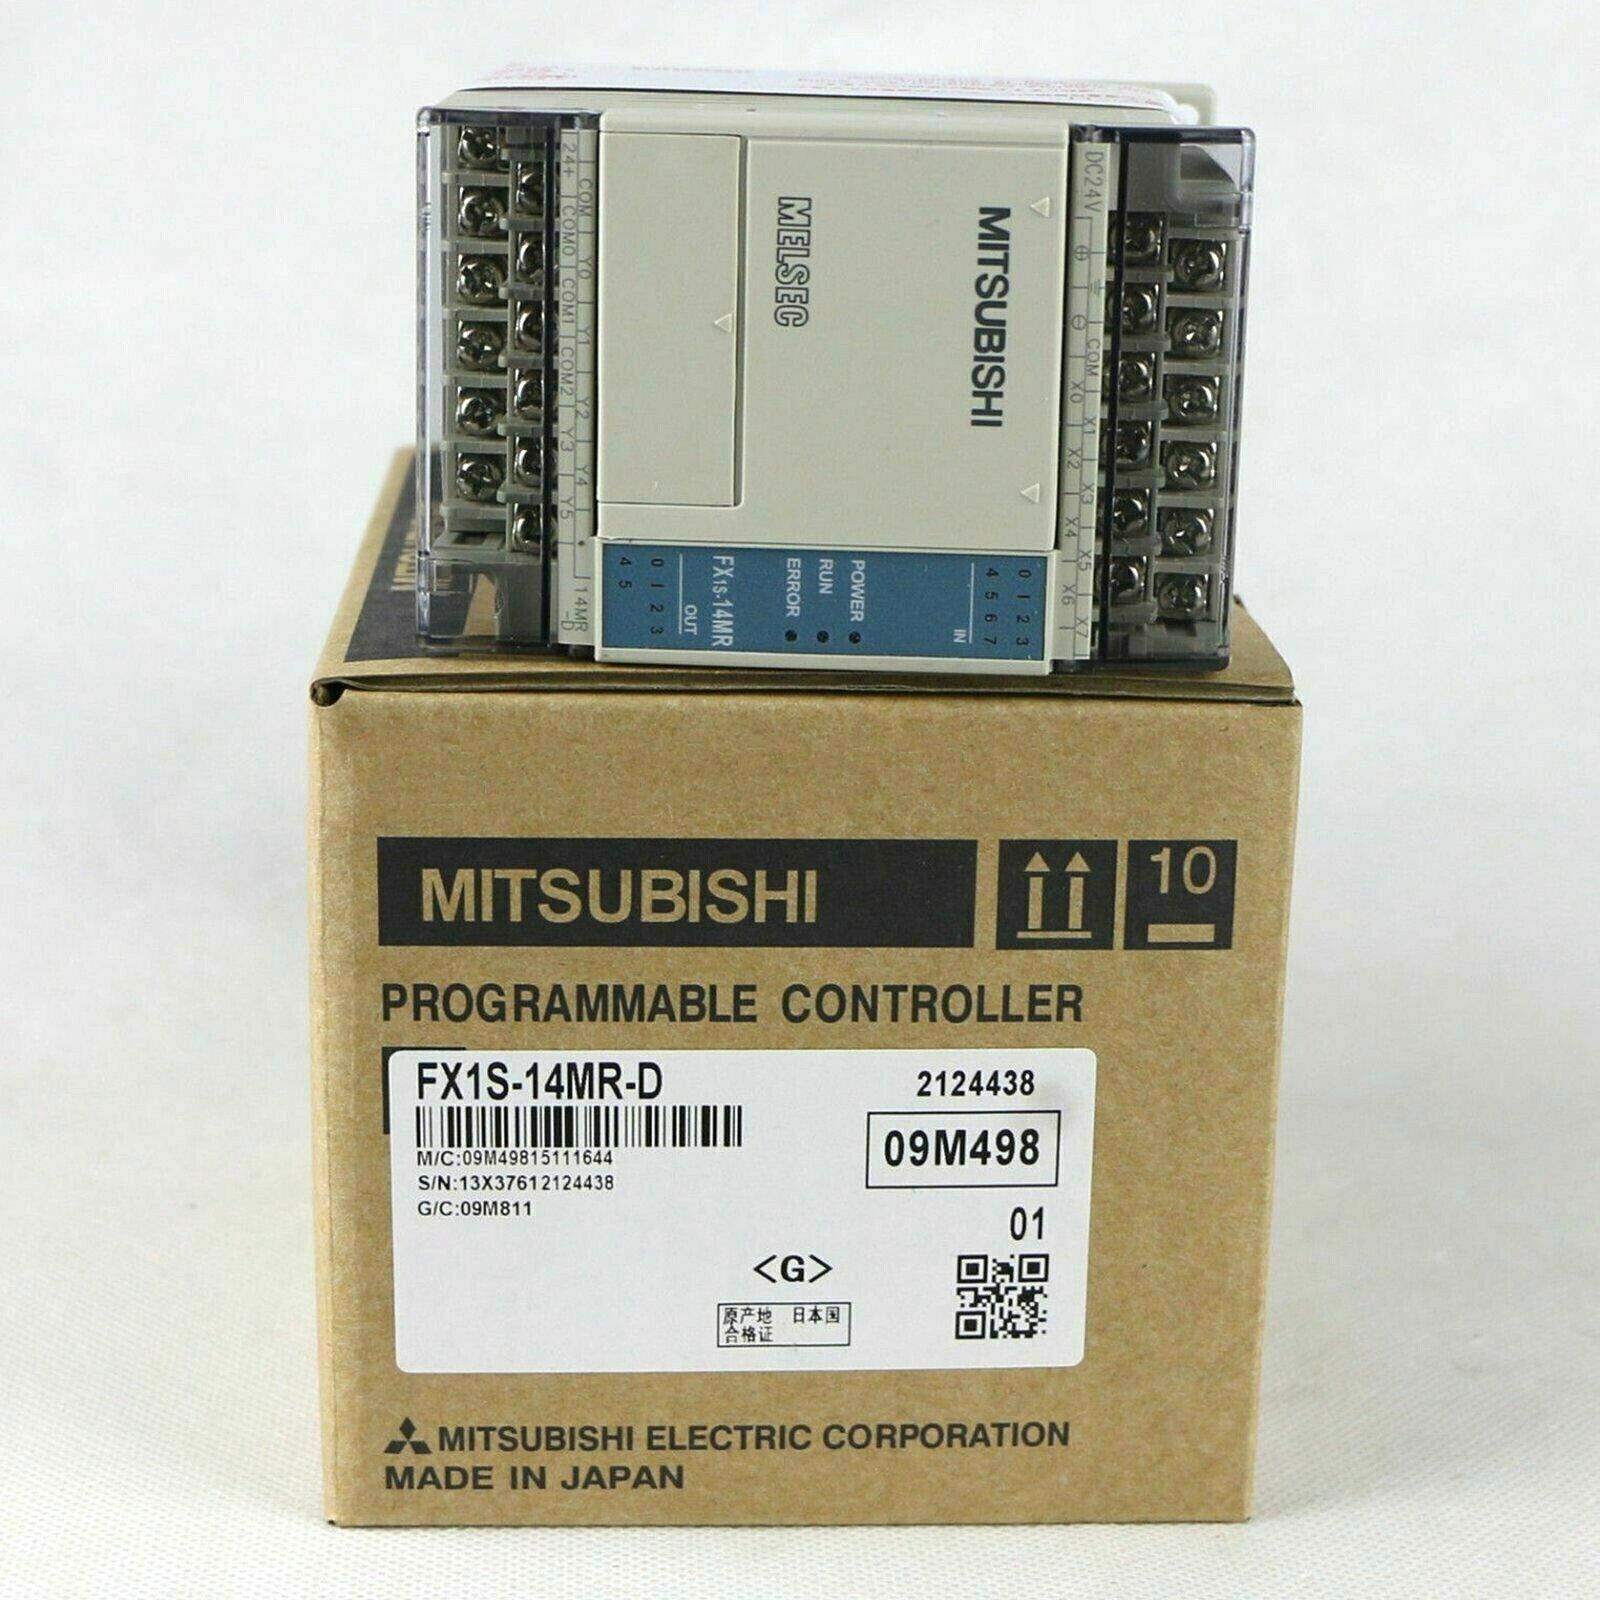 24+ COM0 COM1 COM2 Y3 Y5
COM Y0 Y1 Y2 Y4 14MR
-D
MELSEC
MITSUBISHI
DC24V COM X1 X3 X5 X7
X0 X2 X4 X6
0 1 2 3
4 5
OUT
FX1S-14MR
ERROR
RUN
POWER
IN
0 1 2 3
4 5 6 7
MITSUBISHI
10
PROGRAMMABLE CONTROLLER
FX1S-14MR-D
2124438
M/C:09M49815111644
09M498
S/N:13X37612124438
G/C:09M811
01
<G>
原产地 日本国
合格证
MITSUBISHI ELECTRIC CORPORATION
MADE IN JAPAN